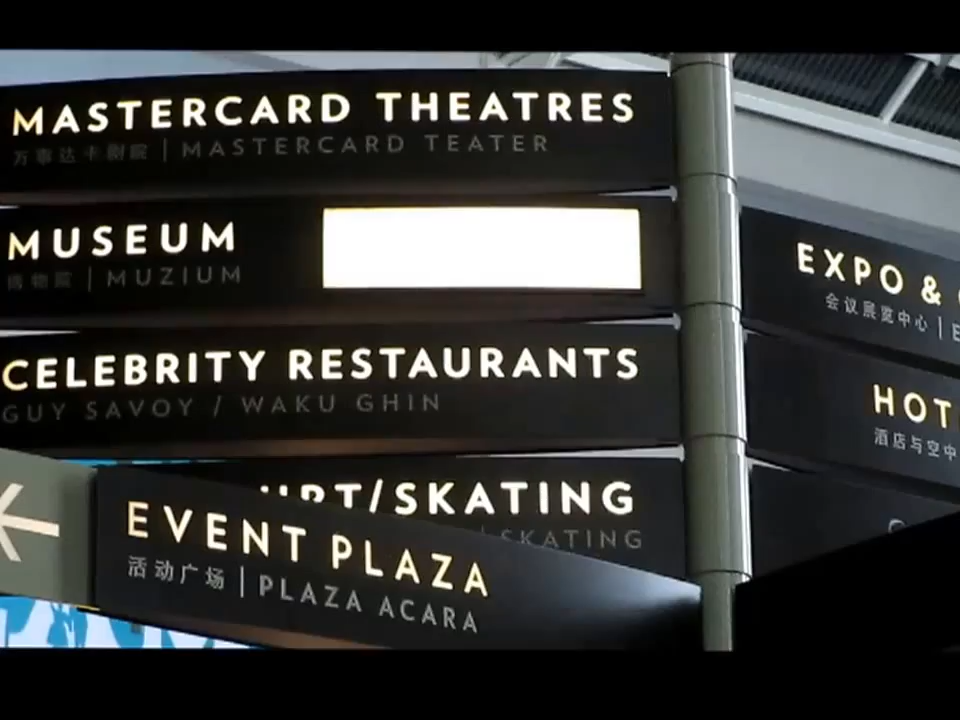 MASTERCARD THEATRES
万事达卡剧院 | MASTERCARD TEATER
MUSEUM
博物院 | MUZIUM
CELEBRITY RESTAURANTS
GUY SAVOY / WAKU GHIN
/SKATING
| SKATING
EVENT PLAZA
活动广场 | PLAZA ACARA
EXPO &
会议展览中心 |
酒店与空中